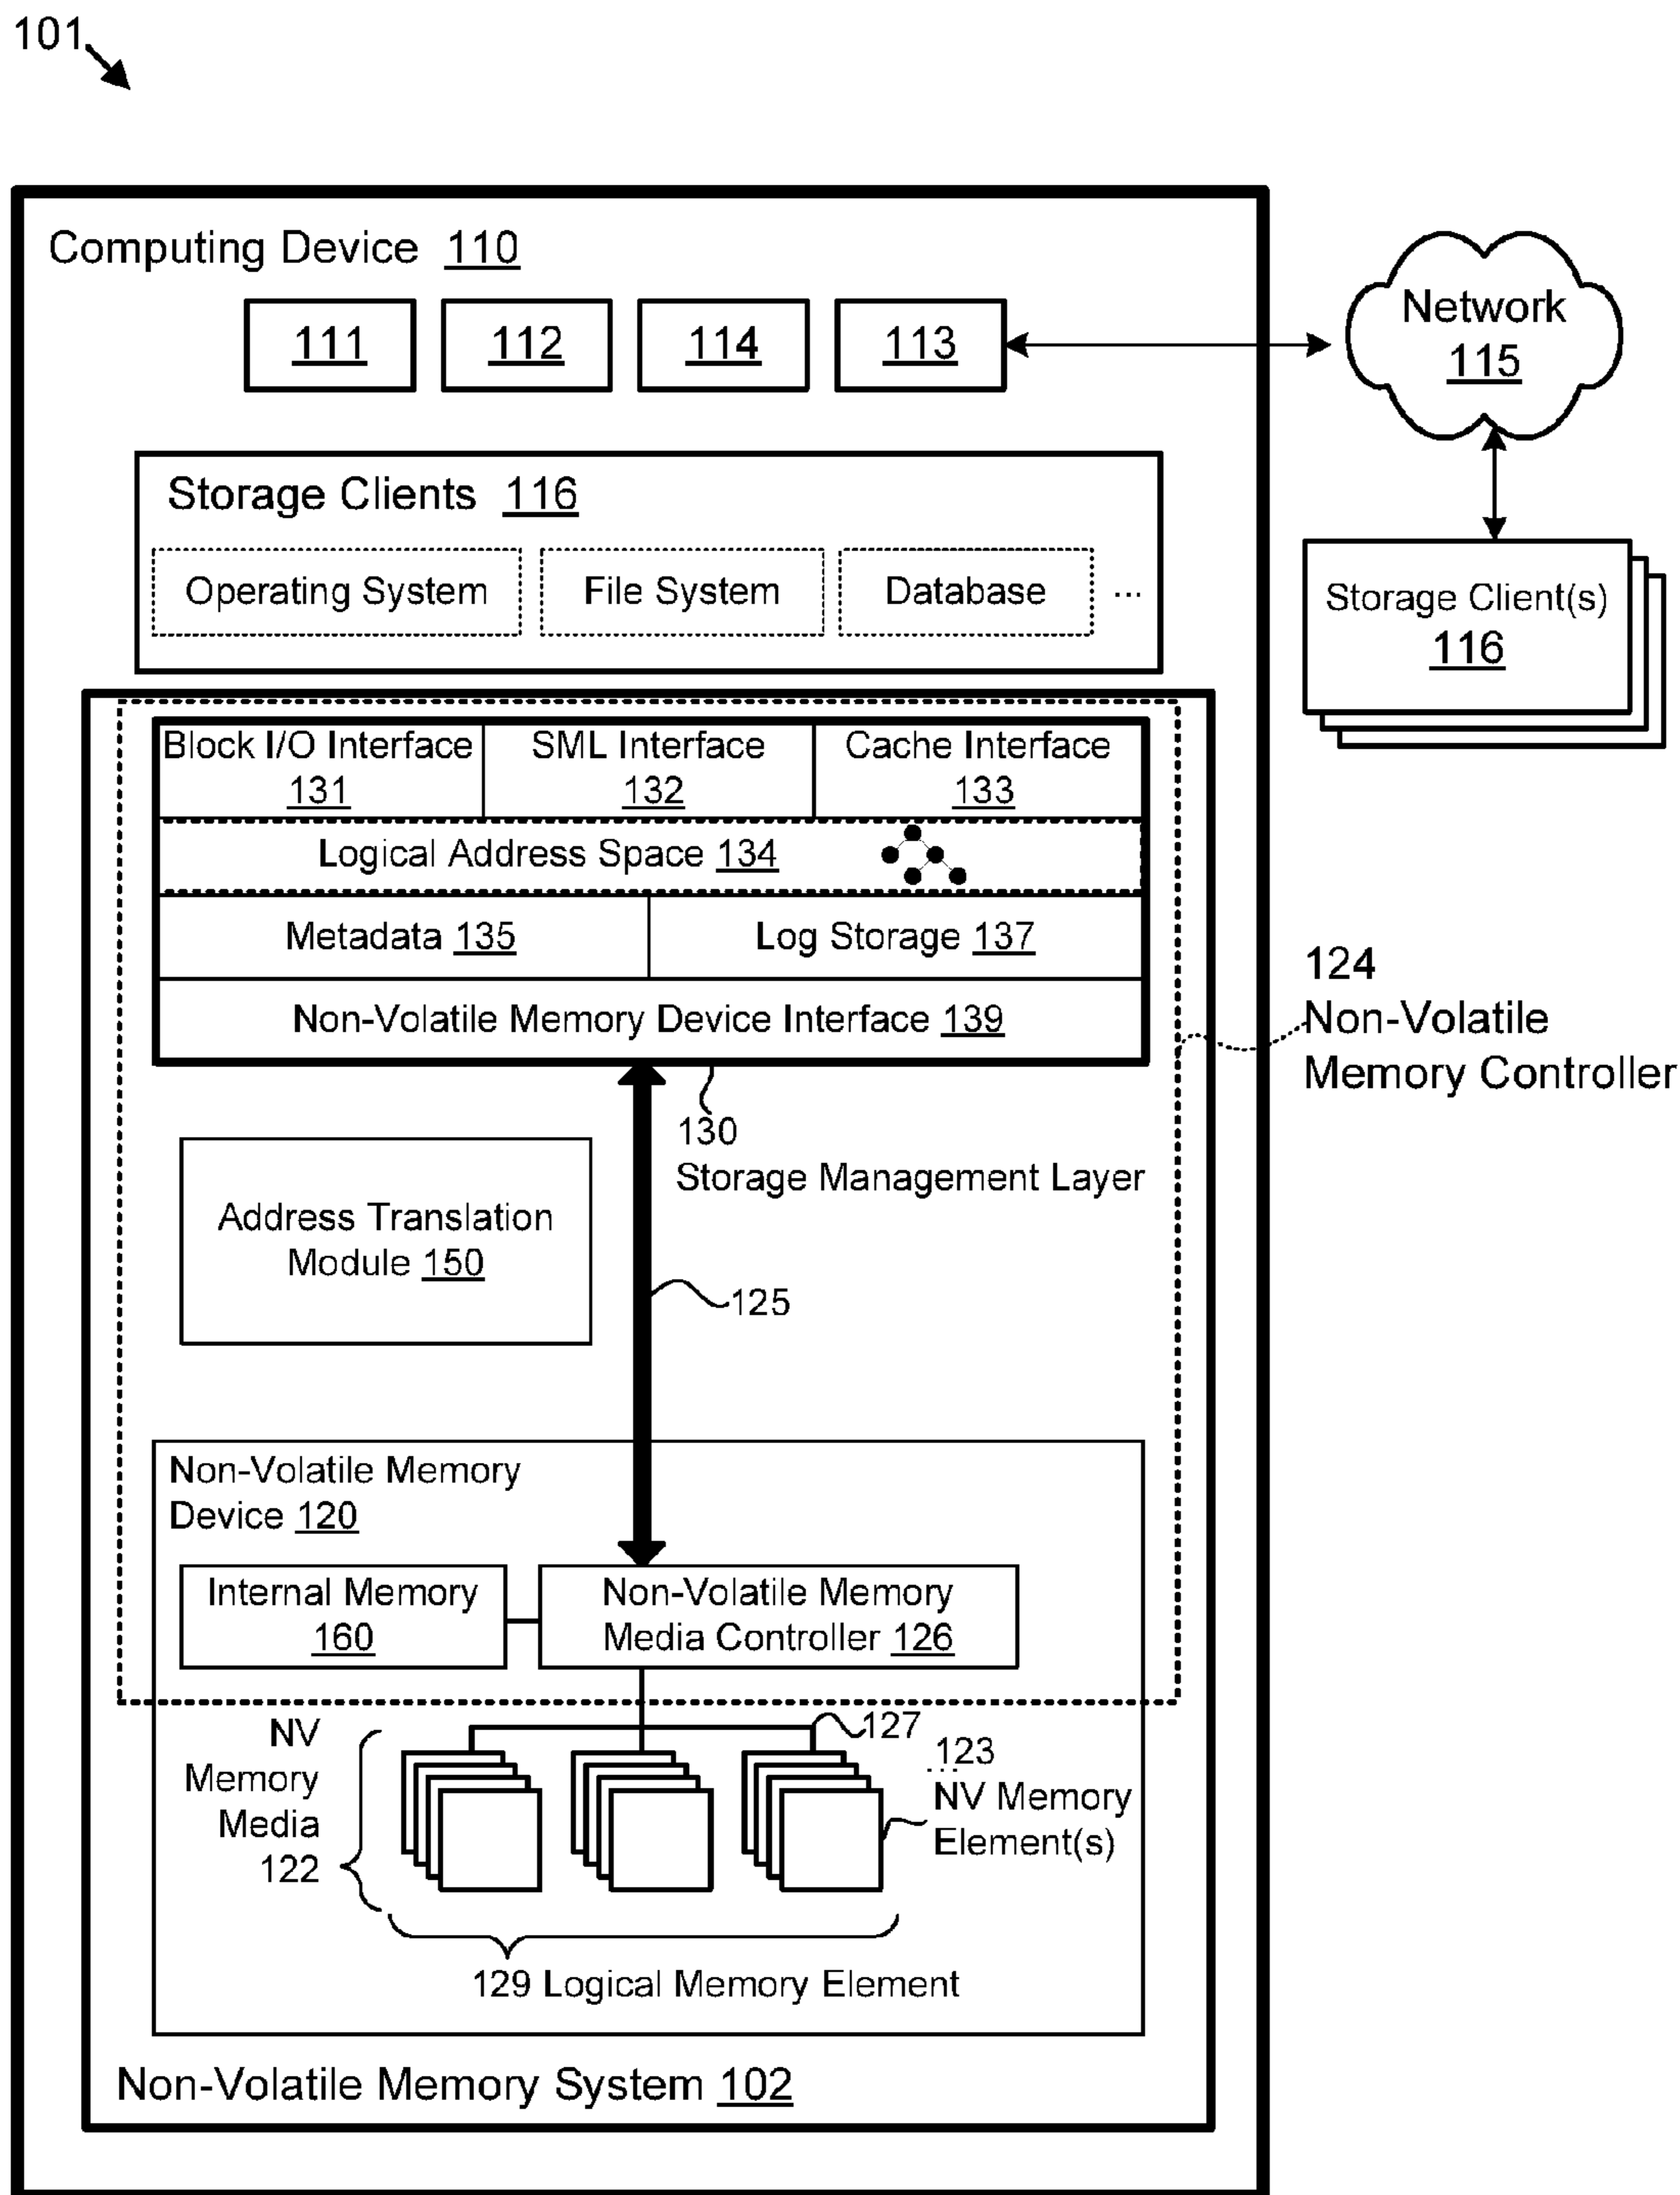 101
Computing Device 110
111
112
114
113
Network
115
Storage Clients 116
Operating System
File System
Database
...
Storage Client(s)
116
Block I/O Interface
131
SML Interface
132
Cache Interface
133
Logical Address Space 134
Metadata 135
Log Storage 137
Non-Volatile Memory Device Interface 139
124
Non-Volatile
Memory Controller
130
Storage Management Layer
Address Translation
Module 150
125
Non-Volatile Memory
Device 120
Internal Memory
160
Non-Volatile Memory
Media Controller 126
NV
Memory
Media
122
127
...
123
NV Memory
Element(s)
129 Logical Memory Element
Non-Volatile Memory System 102